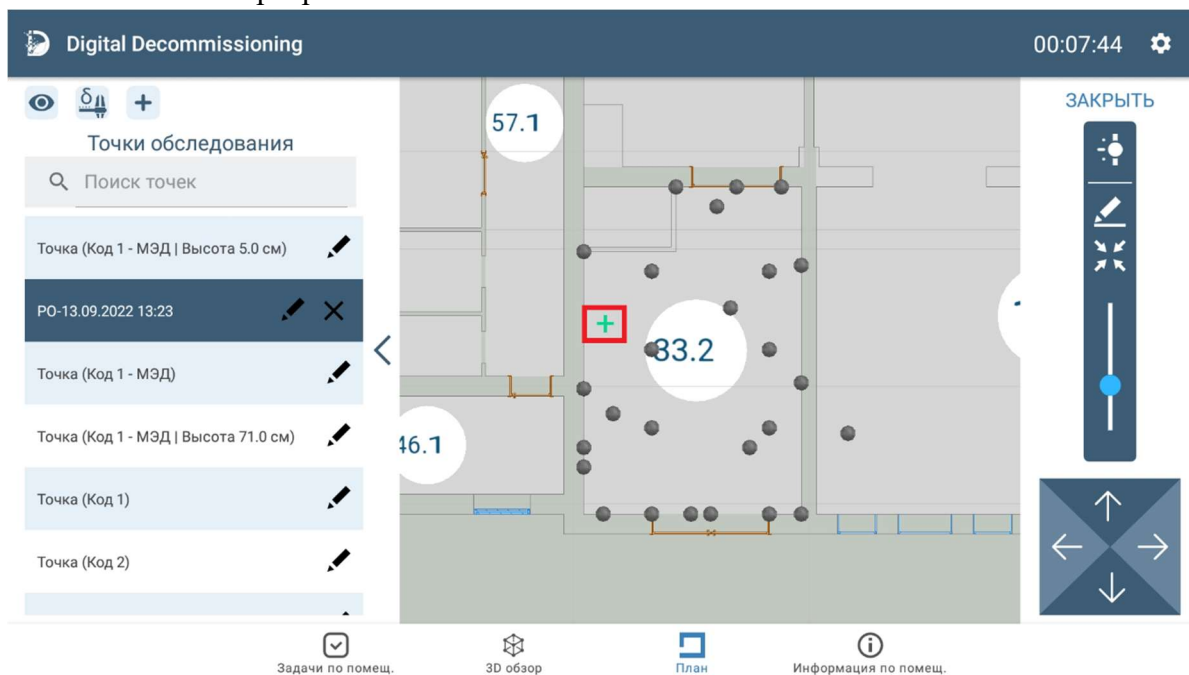 Digital Decommissioning
00:07:44
ЗАКРЫТЬ
Точки обследования
Поиск точек
Точка (Код 1 - МЭД | Высота 5.0 см)
РО-13.09.2022 13:23
Точка (Код 1 - МЭД)
Точка (Код 1 - МЭД | Высота 71.0 см)
Точка (Код 1)
Точка (Код 2)
57.1
83.2
46.1
Задачи по помещ.
3D обзор
План
Информация по помещ.